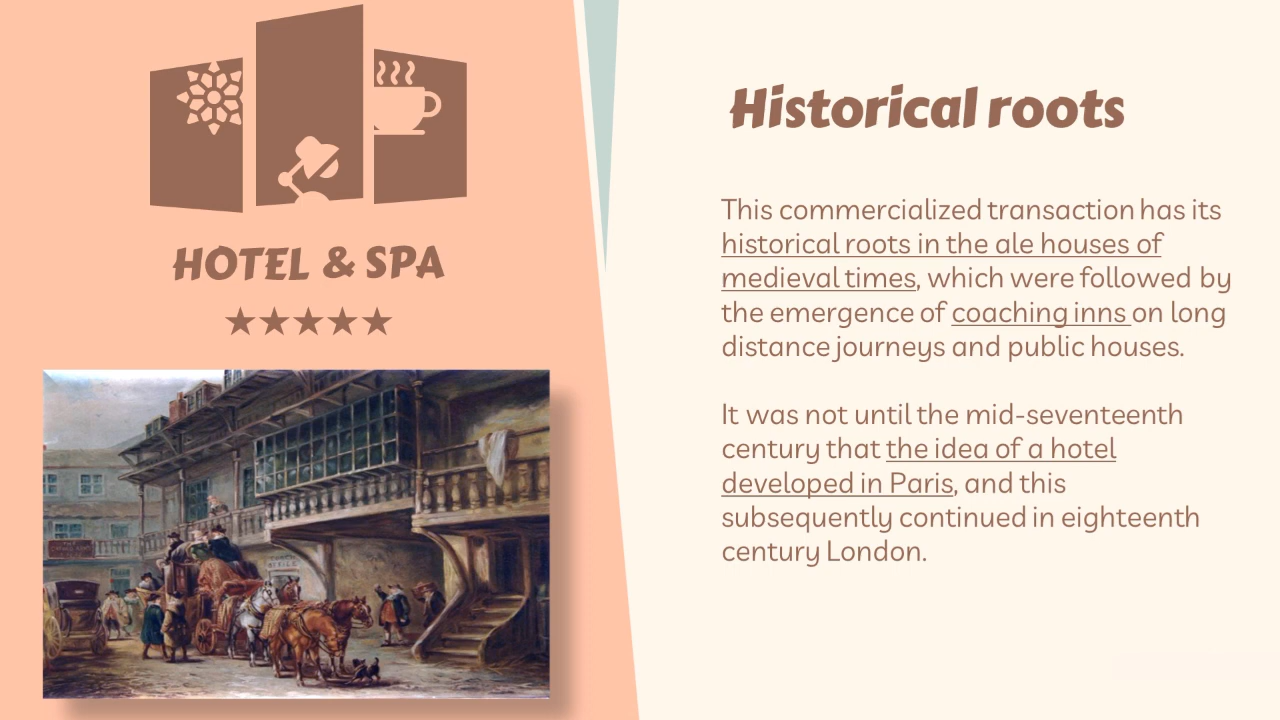 HOTEL & SPA
Historical roots
This commercialized transaction has its
historical roots in the ale houses of
medieval times, which were followed by
the emergence of coaching inns on long
distance journeys and public houses.
It was not until the mid-seventeenth
century that the idea of a hotel
developed in Paris, and this
subsequently continued in eighteenth
century London.